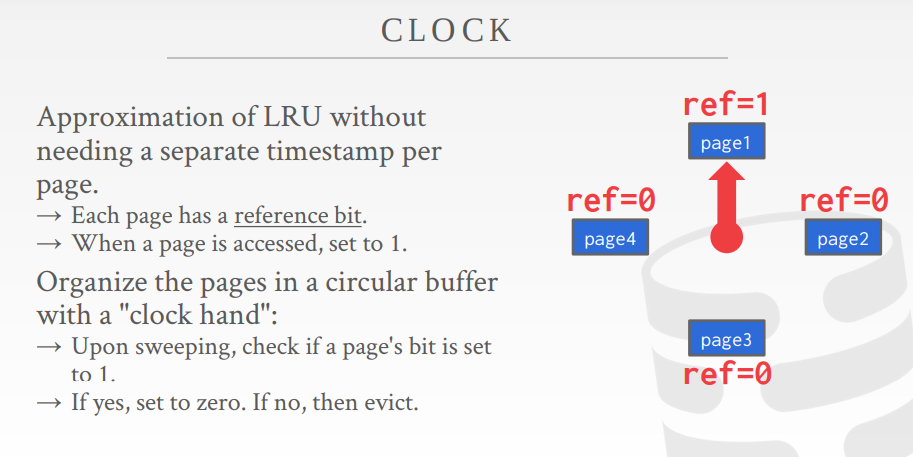 CLOCK
Approximation of LRU without
needing a separate timestamp per
page.
→ Each page has a reference bit.
→ When a page is accessed, set to 1.
Organize the pages in a circular buffer
with a "clock hand":
→ Upon sweeping, check if a page's bit is set
to 1.
→ If yes, set to zero. If no, then evict.
ref=1
page1
ref=0
page4
ref=0
page2
page3
ref=0